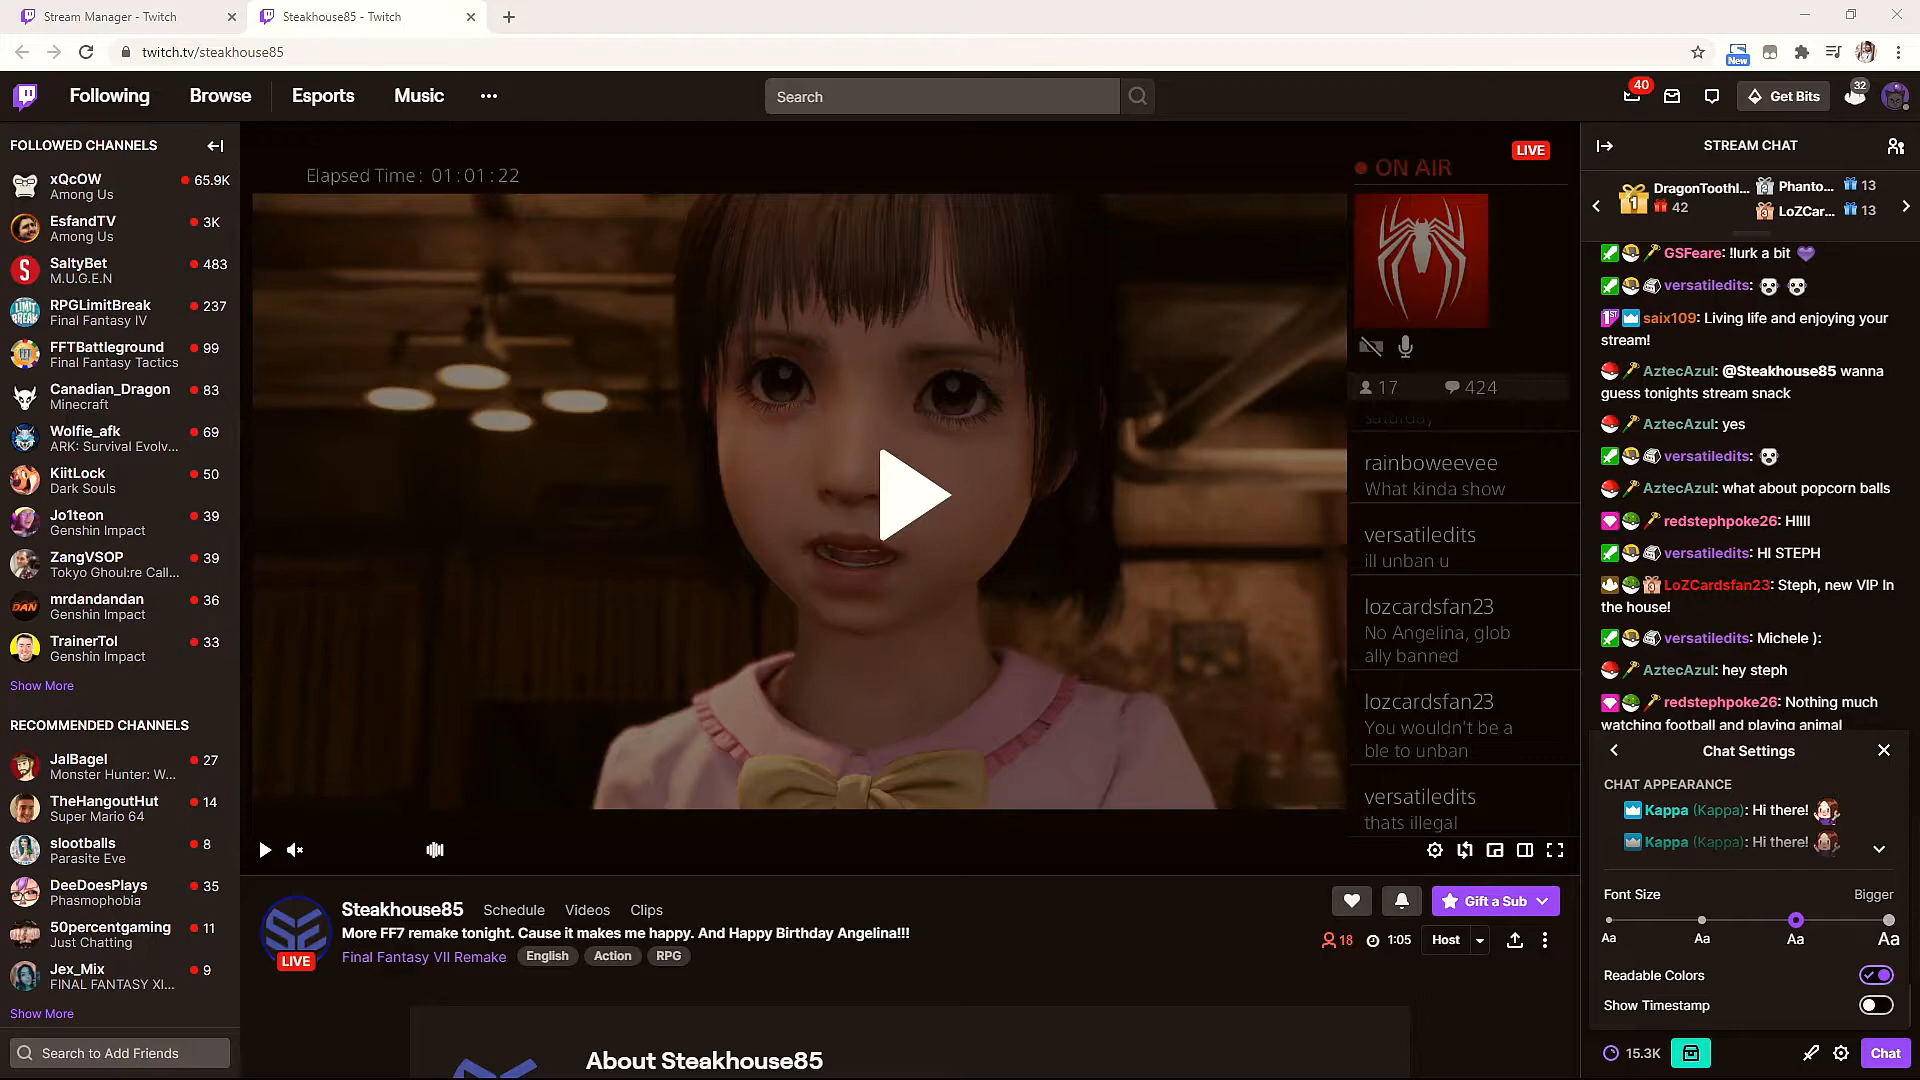 Stream Manager - Twitch
Steakhouse85 - Twitch
twitch.tv/steakhouse85
New
Following
Browse
Esports
Music
Search
40
Get Bits
32
FOLLOWED CHANNELS
xQcOW
65.9K
Among Us
EsfandTV
3K
Among Us
SaltyBet
483
M.U.G.E.N
RPGLimitBreak
237
Final Fantasy IV
FFTBattleground
99
Final Fantasy Tactics
Canadian_Dragon
83
Minecraft
Wolfie_afk
69
ARK: Survival Evolv...
KiitLock
50
Dark Souls
Jo1teon
39
Genshin Impact
ZangVSOP
39
Tokyo Ghoul:re Call...
mrdandandan
36
Genshin Impact
TrainerTol
33
Genshin Impact
Show More
RECOMMENDED CHANNELS
JalBagel
27
Monster Hunter: W...
TheHangoutHut
14
Super Mario 64
slootballs
8
Parasite Eve
DeeDoesPlays
35
Phasmophobia
50percentgaming
11
Just Chatting
Jex_Mix
9
FINAL FANTASY XI...
Show More
Search to Add Friends
Elapsed Time: 01:01:22
LIVE
ON AIR
17
424
saturday
rainboweevee
What kinda show
versatiledits
ill unban u
lozcardsfan23
No Angelina, glob
ally banned
lozcardsfan23
You wouldn't be a
ble to unban
versatiledits
thats illegal
LIVE
Steakhouse85
Schedule
Videos
Clips
More FF7 remake tonight. Cause it makes me happy. And Happy Birthday Angelina!!!
Final Fantasy VII Remake
English
Action
RPG
Gift a Sub
18
1:05
Host
About Steakhouse85
STREAM CHAT
1
DragonToothl...
42
Phanto...
13
LoZCar...
13
GSFeare: !lurk a bit
versatiledits:
saix109: Living life and enjoying your
stream!
AztecAzul: @Steakhouse85 wanna
guess tonights stream snack
AztecAzul: yes
versatiledits:
AztecAzul: what about popcorn balls
redstephpoke26: HIIII
versatiledits: HI STEPH
LoZCardsfan23: Steph, new VIP In
the house!
versatiledits: Michele ):
AztecAzul: hey steph
redstephpoke26: Nothing much
watching football and playing animal
Chat Settings
CHAT APPEARANCE
Kappa (Kappa): Hi there!
Kappa (Kappa): Hi there!
Font Size
Bigger
Aa
Aa
Aa
Aa
Readable Colors
Show Timestamp
15.3K
Chat